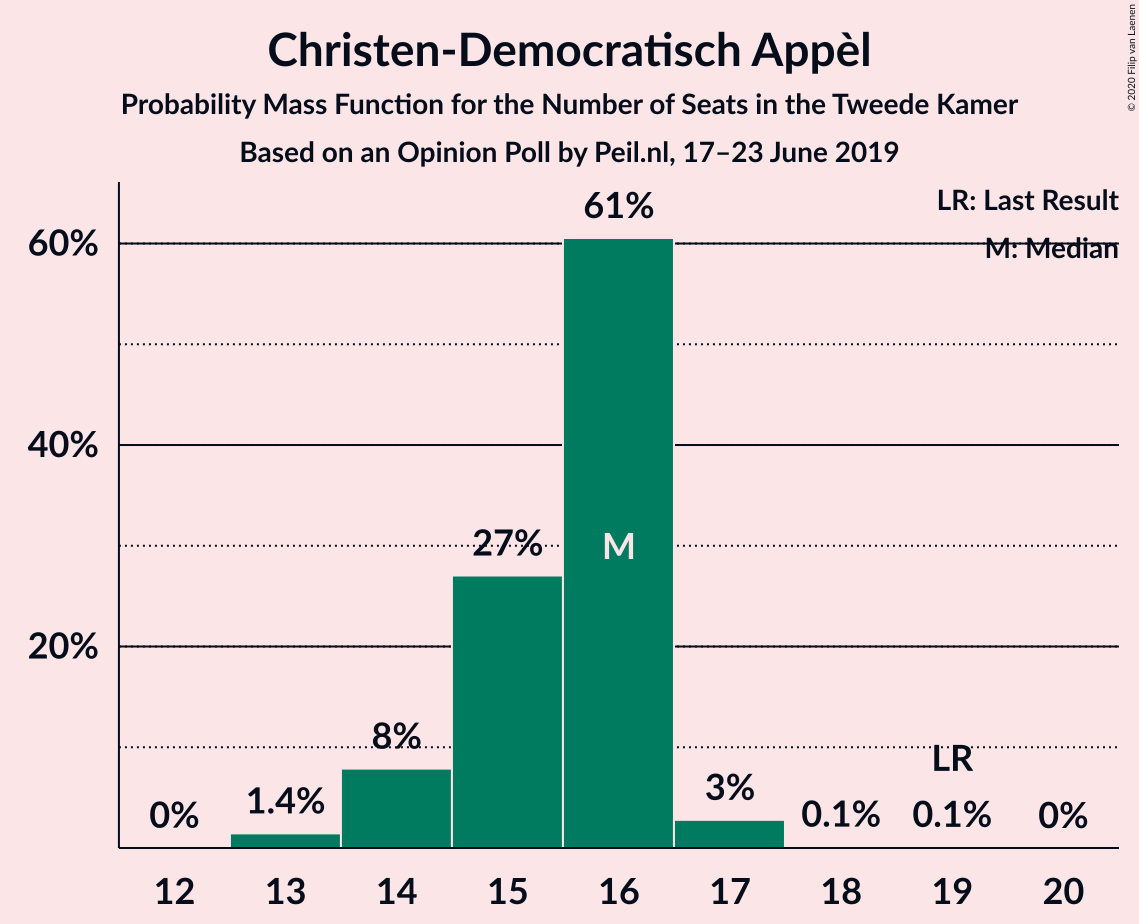 Christen-Democratisch Appèl
Probability Mass Function for the Number of Seats in the Tweede Kamer
Based on an Opinion Poll by Peil.nl, 17–23 June 2019
© 2020 Filip van Laenen
LR: Last Result
M: Median
60%
40%
20%
0%
1.4%
8%
27%
61%
M
3%
0.1%
LR
0.1%
0%
12 13 14 15 16 17 18 19 20